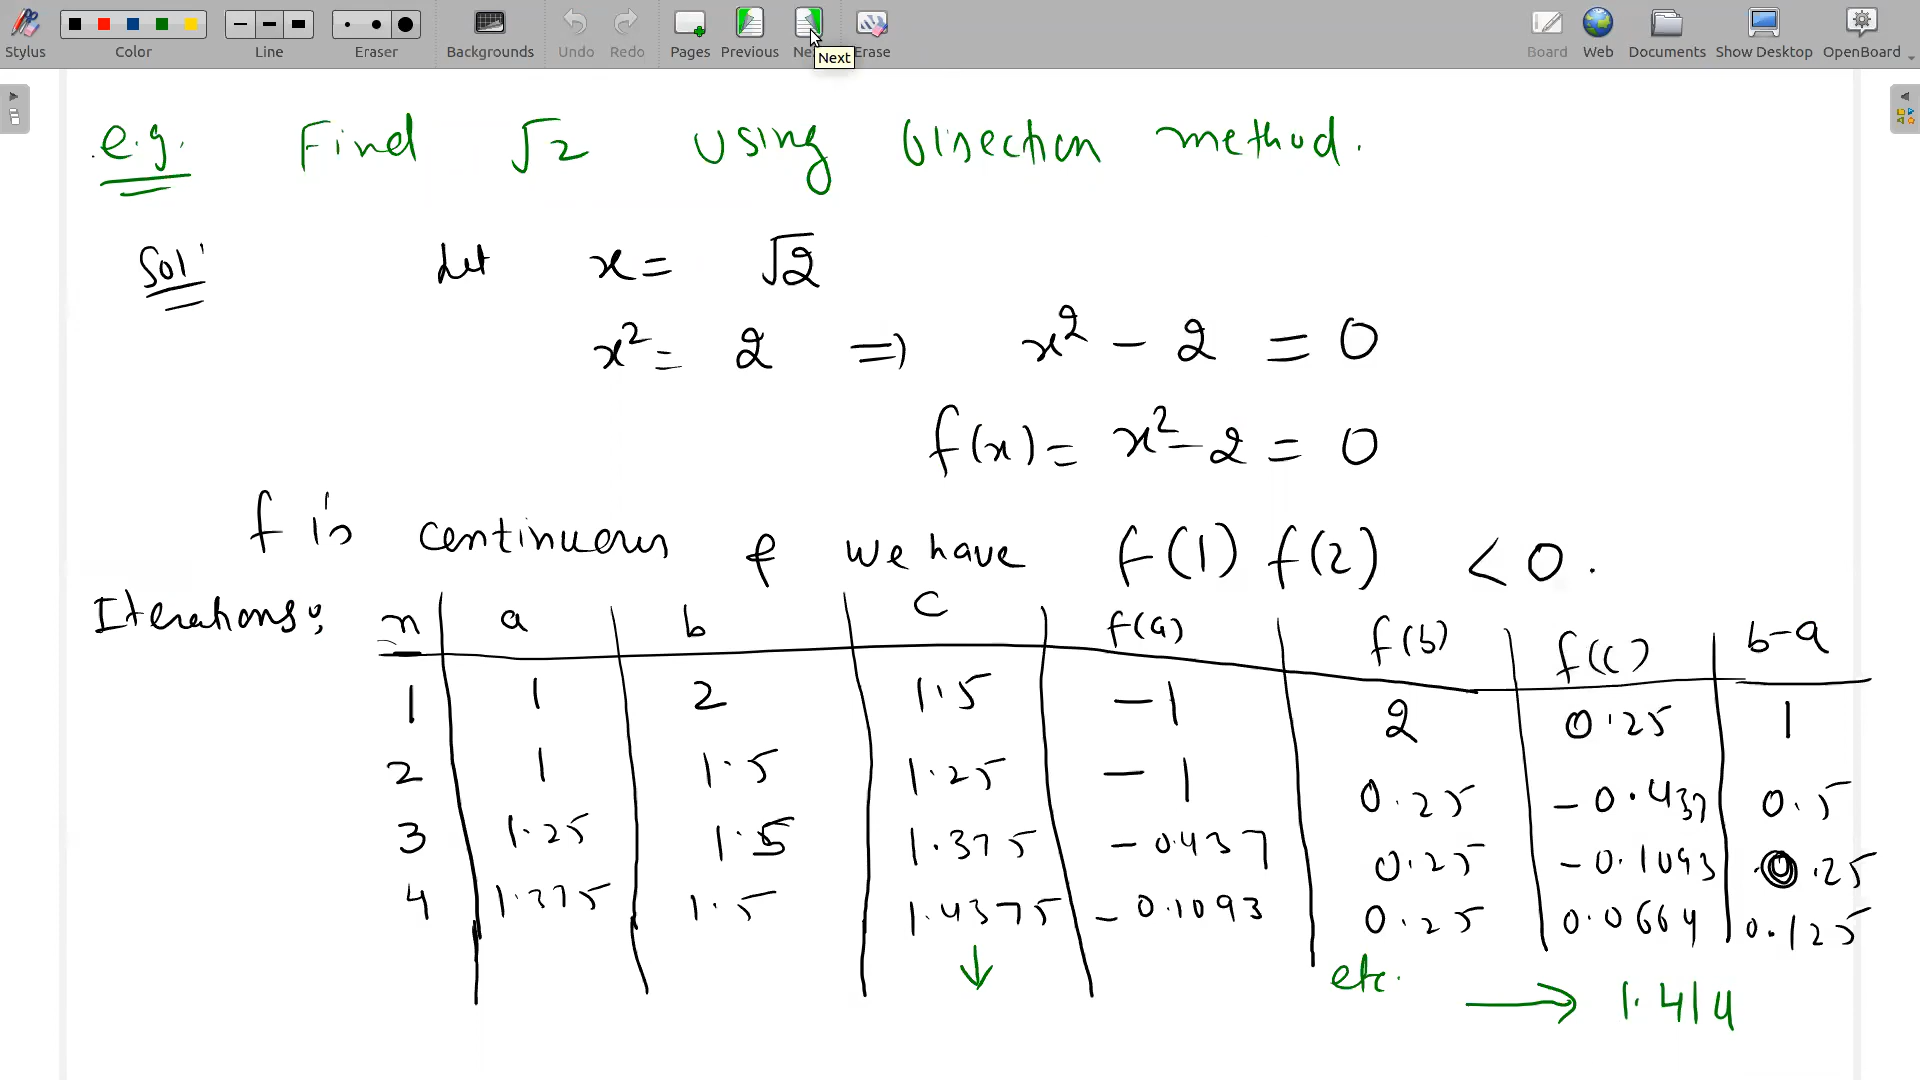 Stylus Color Line Eraser Backgrounds Undo Redo Pages Previous Next Erase Board Web Documents Show Desktop OpenBoard
Next
e.g. Find √2 using bisection method.
Sol' Let x = √2
x² = 2 ⇒ x² - 2 = 0
f(x) = x² - 2 = 0
f is continuous & we have f(1) f(2) < 0.
Iterations: n a b c f(a) f(b) f(c) b-a
1 1 2 1.5 -1 2 0.25 1
2 1 1.5 1.25 -1 0.25 -0.437 0.5
3 1.25 1.5 1.375 -0.437 0.25 -0.1093 0.25
4 1.375 1.5 1.4375 -0.1093 0.25 0.0664 0.125
↓ etc. → 1.414